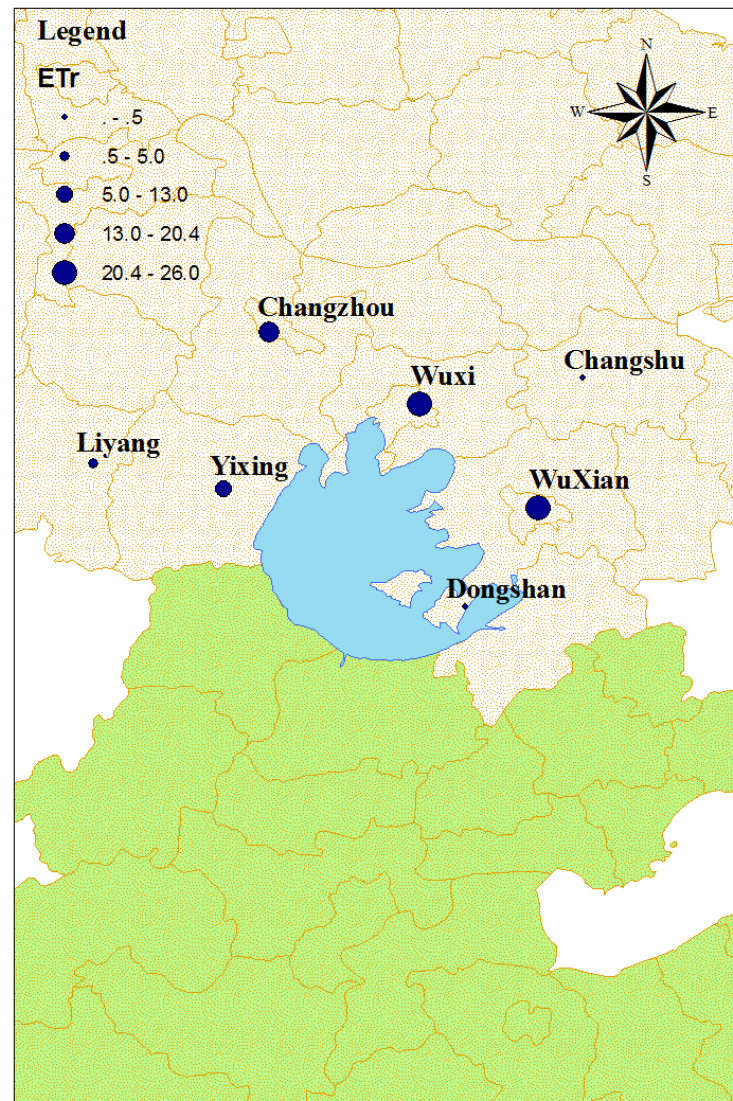 Legend
ETr
. - .5
.5 - 5.0
5.0 - 13.0
13.0 - 20.4
20.4 - 26.0
N
W
E
S
Changzhou
Changshu
Wuxi
Liyang
Yixing
WuXian
Dongshan